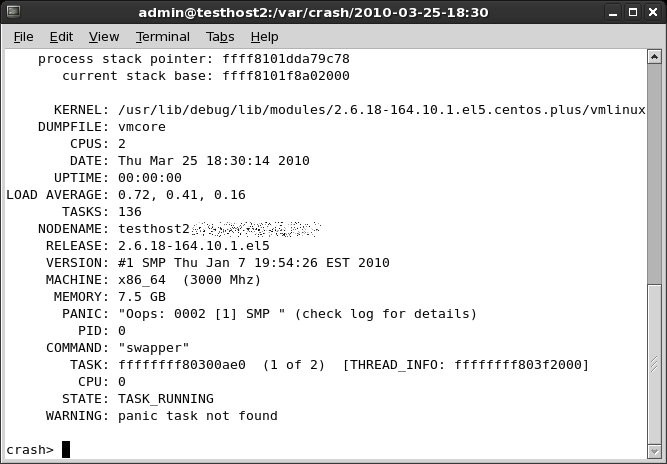 admin@testhost2:/var/crash/2010-03-25-18:30
File Edit View Terminal Tabs Help
process stack pointer: ffff8101dda79c78
current stack base: ffff8101f8a02000
KERNEL: /usr/lib/debug/lib/modules/2.6.18-164.10.1.el5.centos.plus/vmlinux
DUMPFILE: vmcore
CPUS: 2
DATE: Thu Mar 25 18:30:14 2010
UPTIME: 00:00:00
LOAD AVERAGE: 0.72, 0.41, 0.16
TASKS: 136
NODENAME: testhost2
RELEASE: 2.6.18-164.10.1.el5
VERSION: #1 SMP Thu Jan 7 19:54:26 EST 2010
MACHINE: x86_64 (3000 Mhz)
MEMORY: 7.5 GB
PANIC: "Oops: 0002 [1] SMP " (check log for details)
PID: 0
COMMAND: "swapper"
TASK: ffffffff80300ae0 (1 of 2) [THREAD_INFO: ffffffff803f2000]
CPU: 0
STATE: TASK_RUNNING
WARNING: panic task not found
crash>